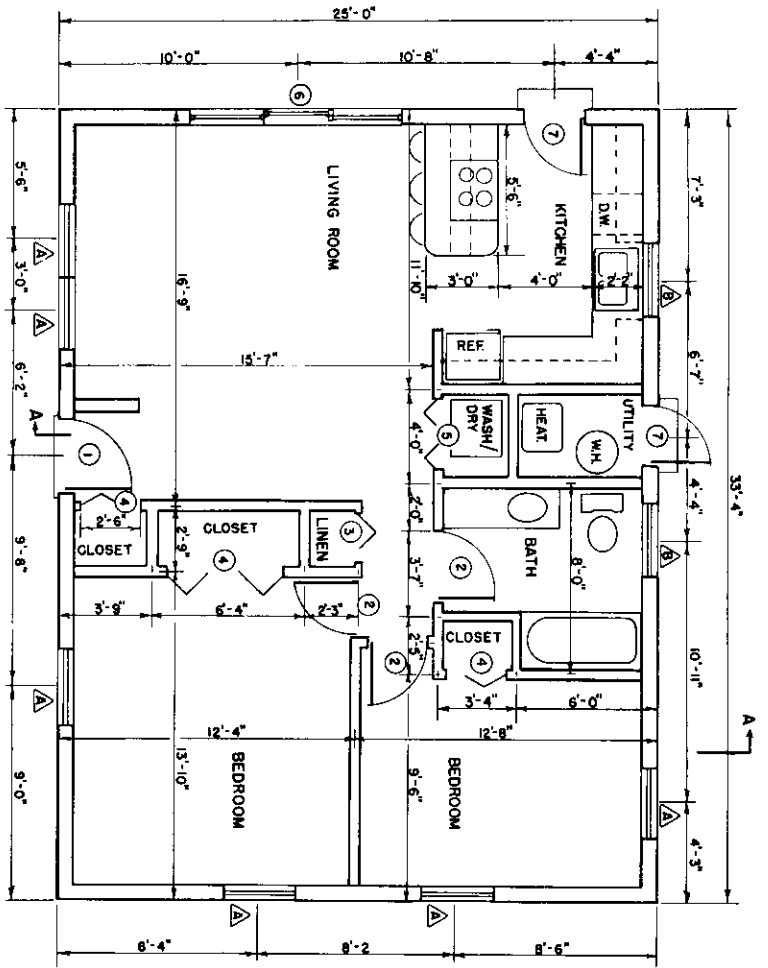 25'-0"
10'-0"
10'-8"
4'-4"
6
7
5'-6"
3'-0"
6'-2"
9'-8"
9'-0"
A
A
A
7'-3"
6'-7"
4'-4"
10'-11"
4'-3"
33'-4"
B
B
A
LIVING ROOM
16'-9"
15'-7"
5'-6"
KITCHEN
D.W.
11'-10"
3'-0"
4'-0"
2'-2"
REF.
WASH/
DRY
HEAT.
W.H.
UTILITY
7
5
4'-0"
A
1
4
2'-6"
CLOSET
2'-9"
CLOSET
4
LINEN
3
2'-0"
3'-7"
2
BATH
8'-0"
3'-9"
6'-4"
2'-3"
2
2
2'-5"
CLOSET
4
3'-4"
6'-0"
12'-4"
12'-8"
13'-10"
9'-6"
BEDROOM
BEDROOM
A
A
A
8'-4"
8'-2
8'-6"